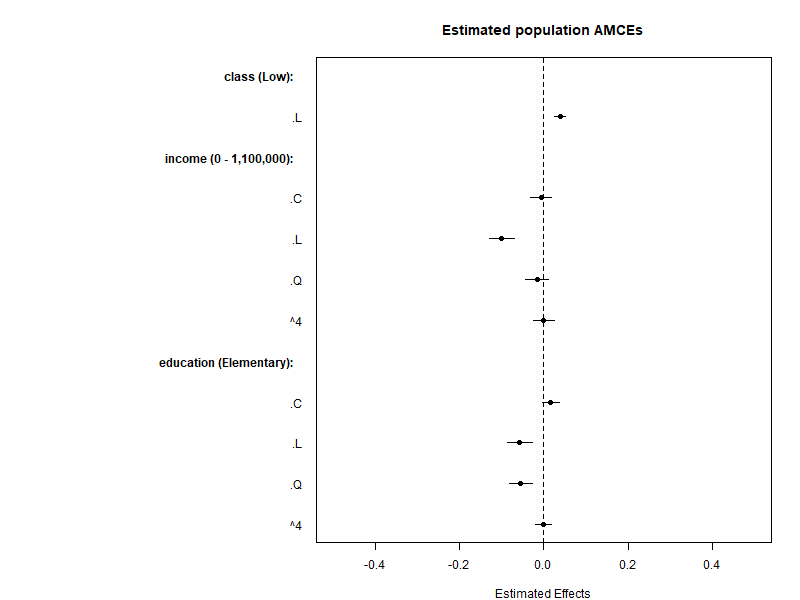 Estimated population AMCEs
class (Low):
.L
income (0 - 1,100,000):
.C
.L
.Q
^4
education (Elementary):
.C
.L
.Q
^4
-0.4 -0.2 0.0 0.2 0.4
Estimated Effects